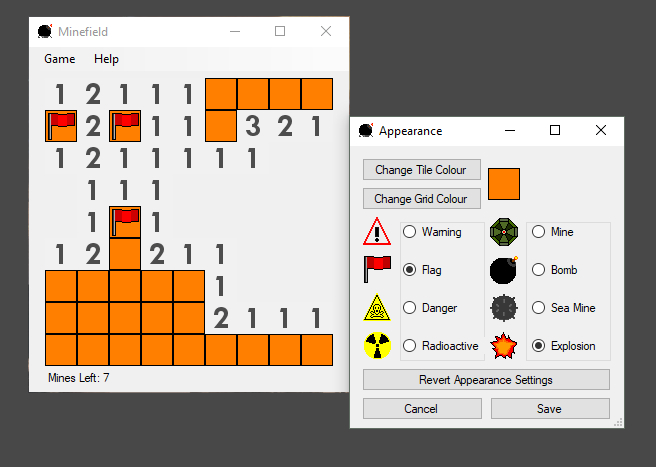 Minefield
Game Help
1 2 1 1 1
2 1 1 3 2 1
1 2 1 1 1 1 1
1 1 1
1 1
1 2 2 1 1
1
2 1 1 1
Mines Left: 7
Appearance
Change Tile Colour
Change Grid Colour
Warning Mine
Flag Bomb
Danger Sea Mine
Radioactive Explosion
Revert Appearance Settings
Cancel Save